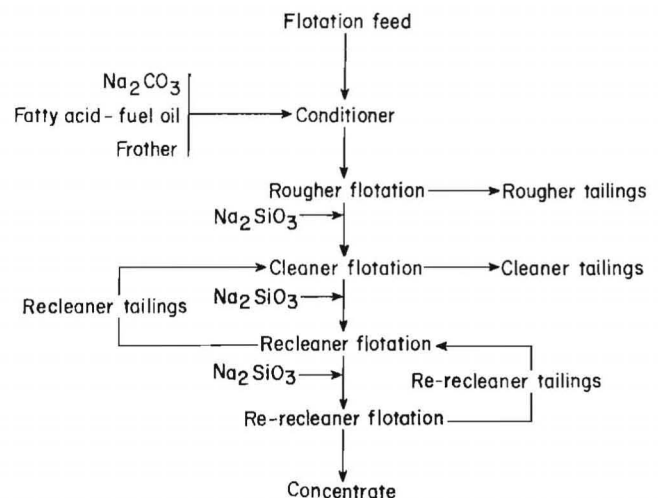 Flotation feed
Na2CO3
Fatty acid - fuel oil
Frother
Conditioner
Rougher flotation
Rougher tailings
Na2SiO3
Cleaner flotation
Cleaner tailings
Na2SiO3
Recleaner tailings
Recleaner flotation
Na2SiO3
Re-recleaner tailings
Re-recleaner flotation
Concentrate